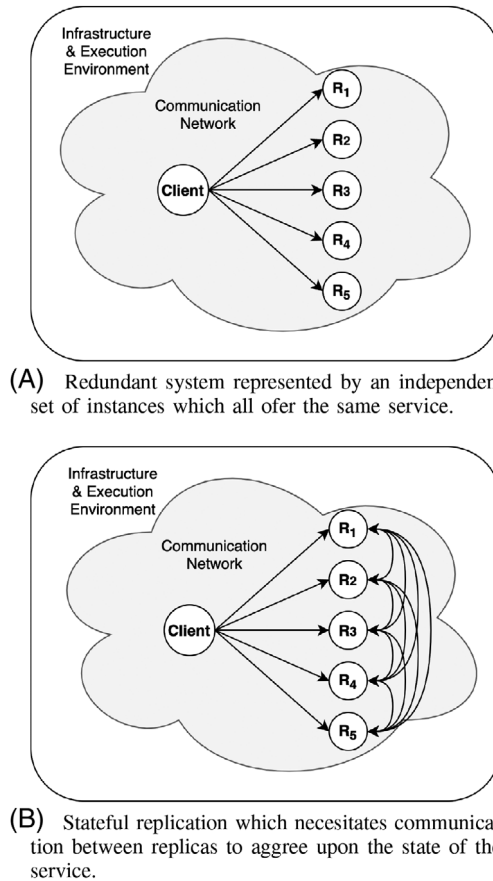 Infrastructure
& Execution
Environment
Communication
Network
Client
R1
R2
R3
R4
R5
(A) Redundant system represented by an independen
set of instances which all ofer the same service.
Infrastructure
& Execution
Environment
Communication
Network
Client
R1
R2
R3
R4
R5
(B) Stateful replication which necesitates communica
tion between replicas to aggree upon the state of the
service.